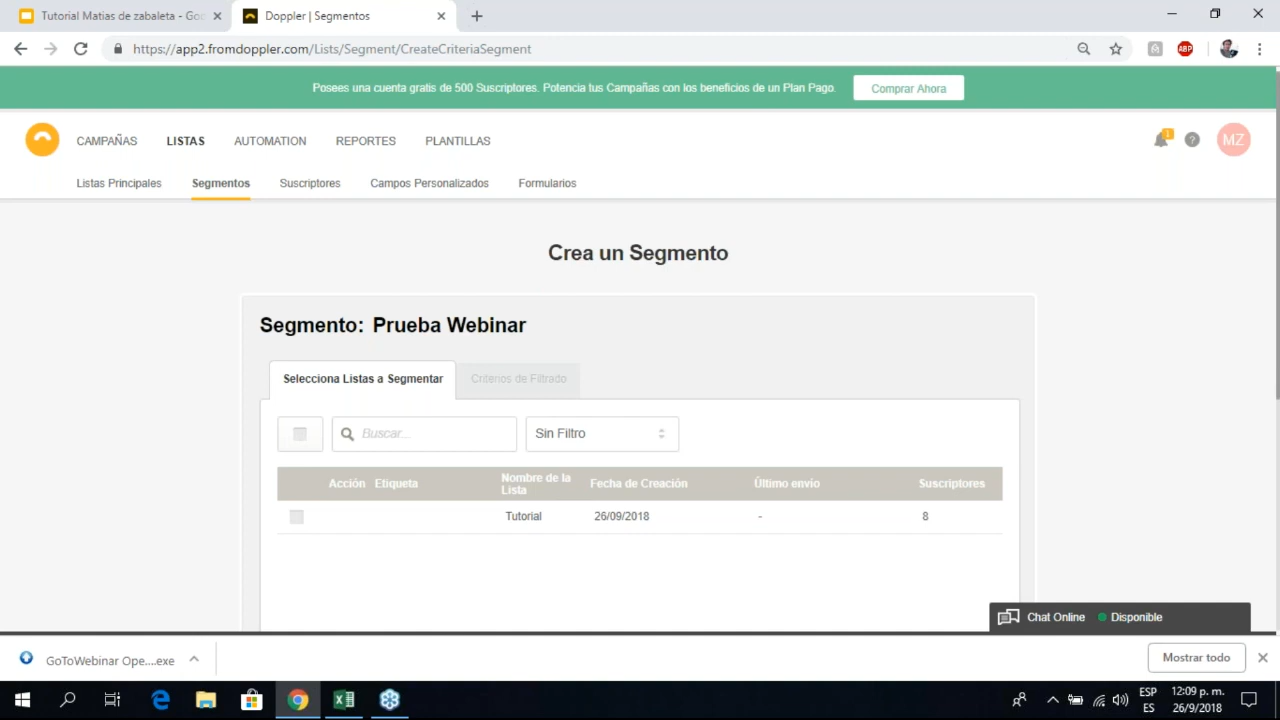 Tutorial Matias de zabaleta - Goo
Doppler | Segmentos
https://app2.fromdoppler.com/Lists/Segment/CreateCriteriaSegment
ABP
Posees una cuenta gratis de 500 Suscriptores. Potencia tus Campañas con los beneficios de un Plan Pago.
Comprar Ahora
CAMPAÑAS LISTAS AUTOMATION REPORTES PLANTILLAS
1
?
MZ
Listas Principales Segmentos Suscriptores Campos Personalizados Formularios
Crea un Segmento
Segmento: Prueba Webinar
Selecciona Listas a Segmentar
Criterios de Filtrado
Buscar...
Sin Filtro
Acción Etiqueta Nombre de la Lista Fecha de Creación Último envío Suscriptores
Tutorial 26/09/2018 - 8
Chat Online Disponible
GoToWebinar Ope....exe
Mostrar todo
ESP 12:09 p. m.
ES 26/9/2018